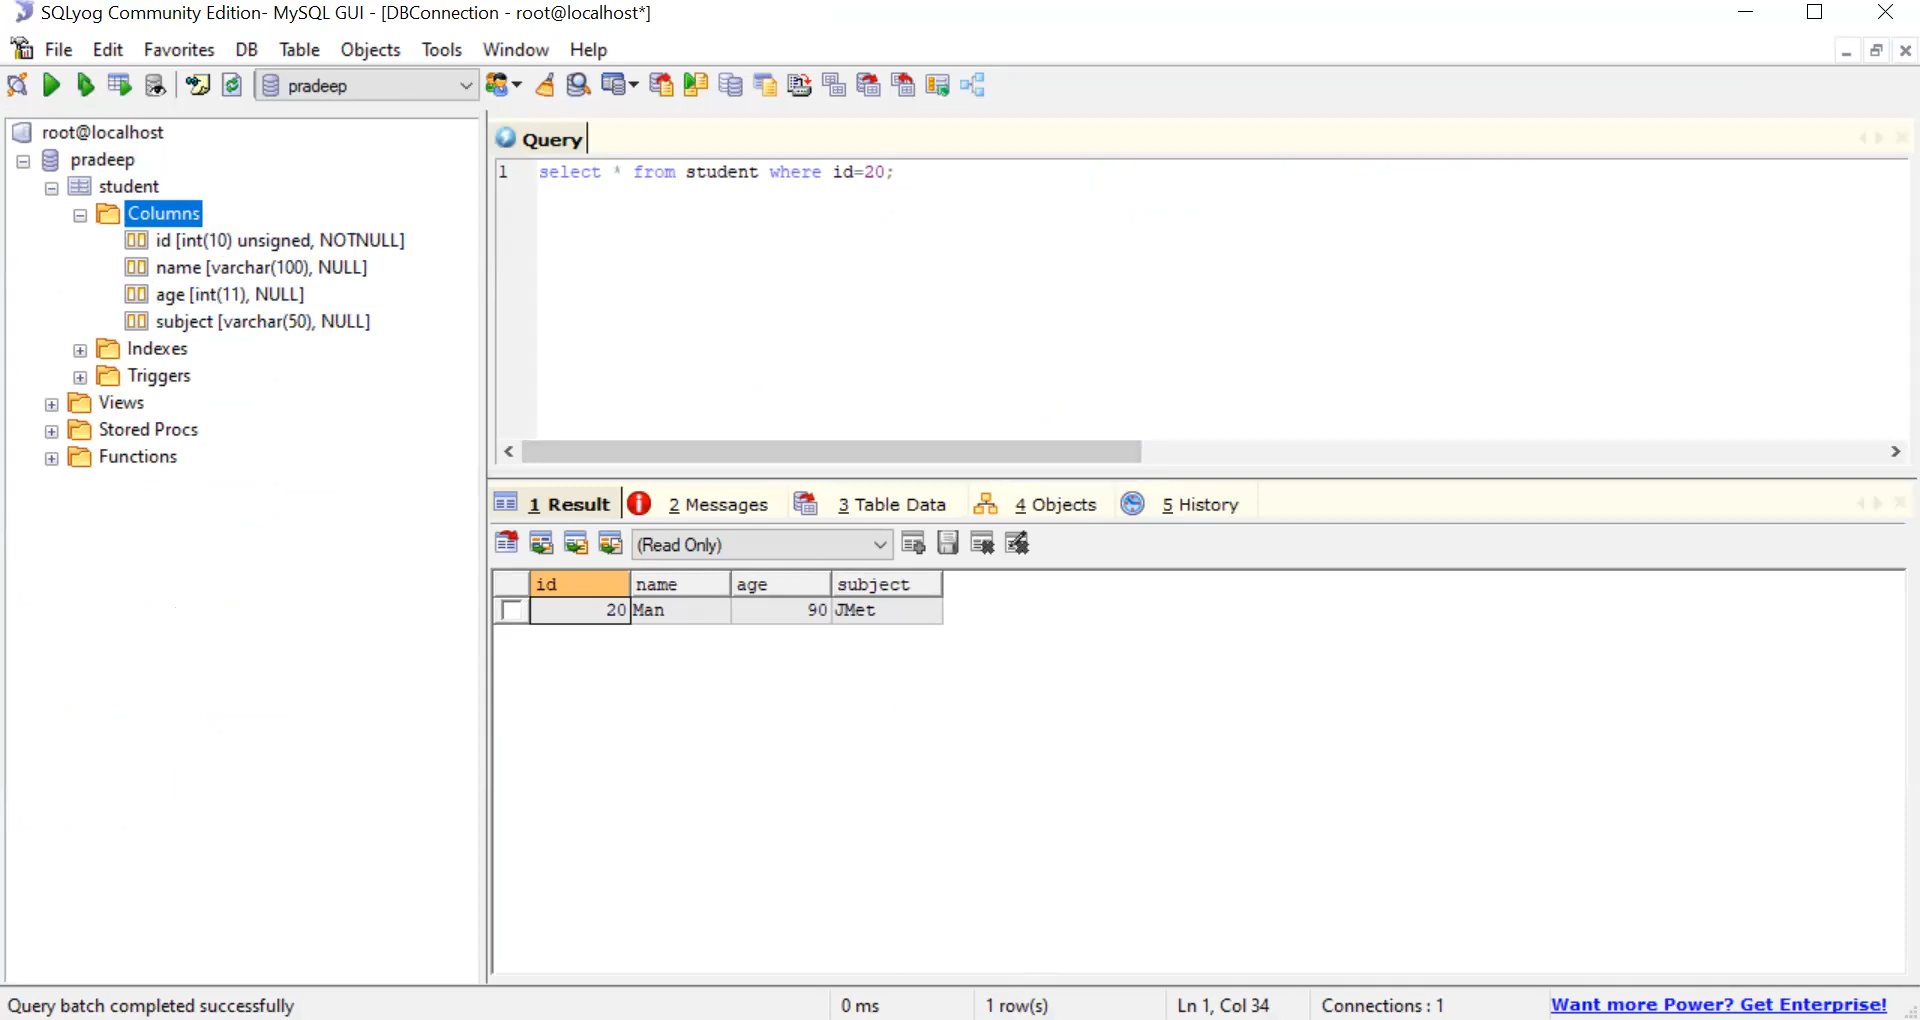 SQLyog Community Edition- MySQL GUI - [DBConnection - root@localhost*]
File Edit Favorites DB Table Objects Tools Window Help
pradeep
root@localhost
pradeep
student
Columns
id [int(10) unsigned, NOTNULL]
name [varchar(100), NULL]
age [int(11), NULL]
subject [varchar(50), NULL]
Indexes
Triggers
Views
Stored Procs
Functions
Query
1 select * from student where id=20;
1 Result 2 Messages 3 Table Data 4 Objects 5 History
(Read Only)
id name age subject
20 Man 90 JMet
Query batch completed successfully 0 ms 1 row(s) Ln 1, Col 34 Connections : 1 Want more Power? Get Enterprise!